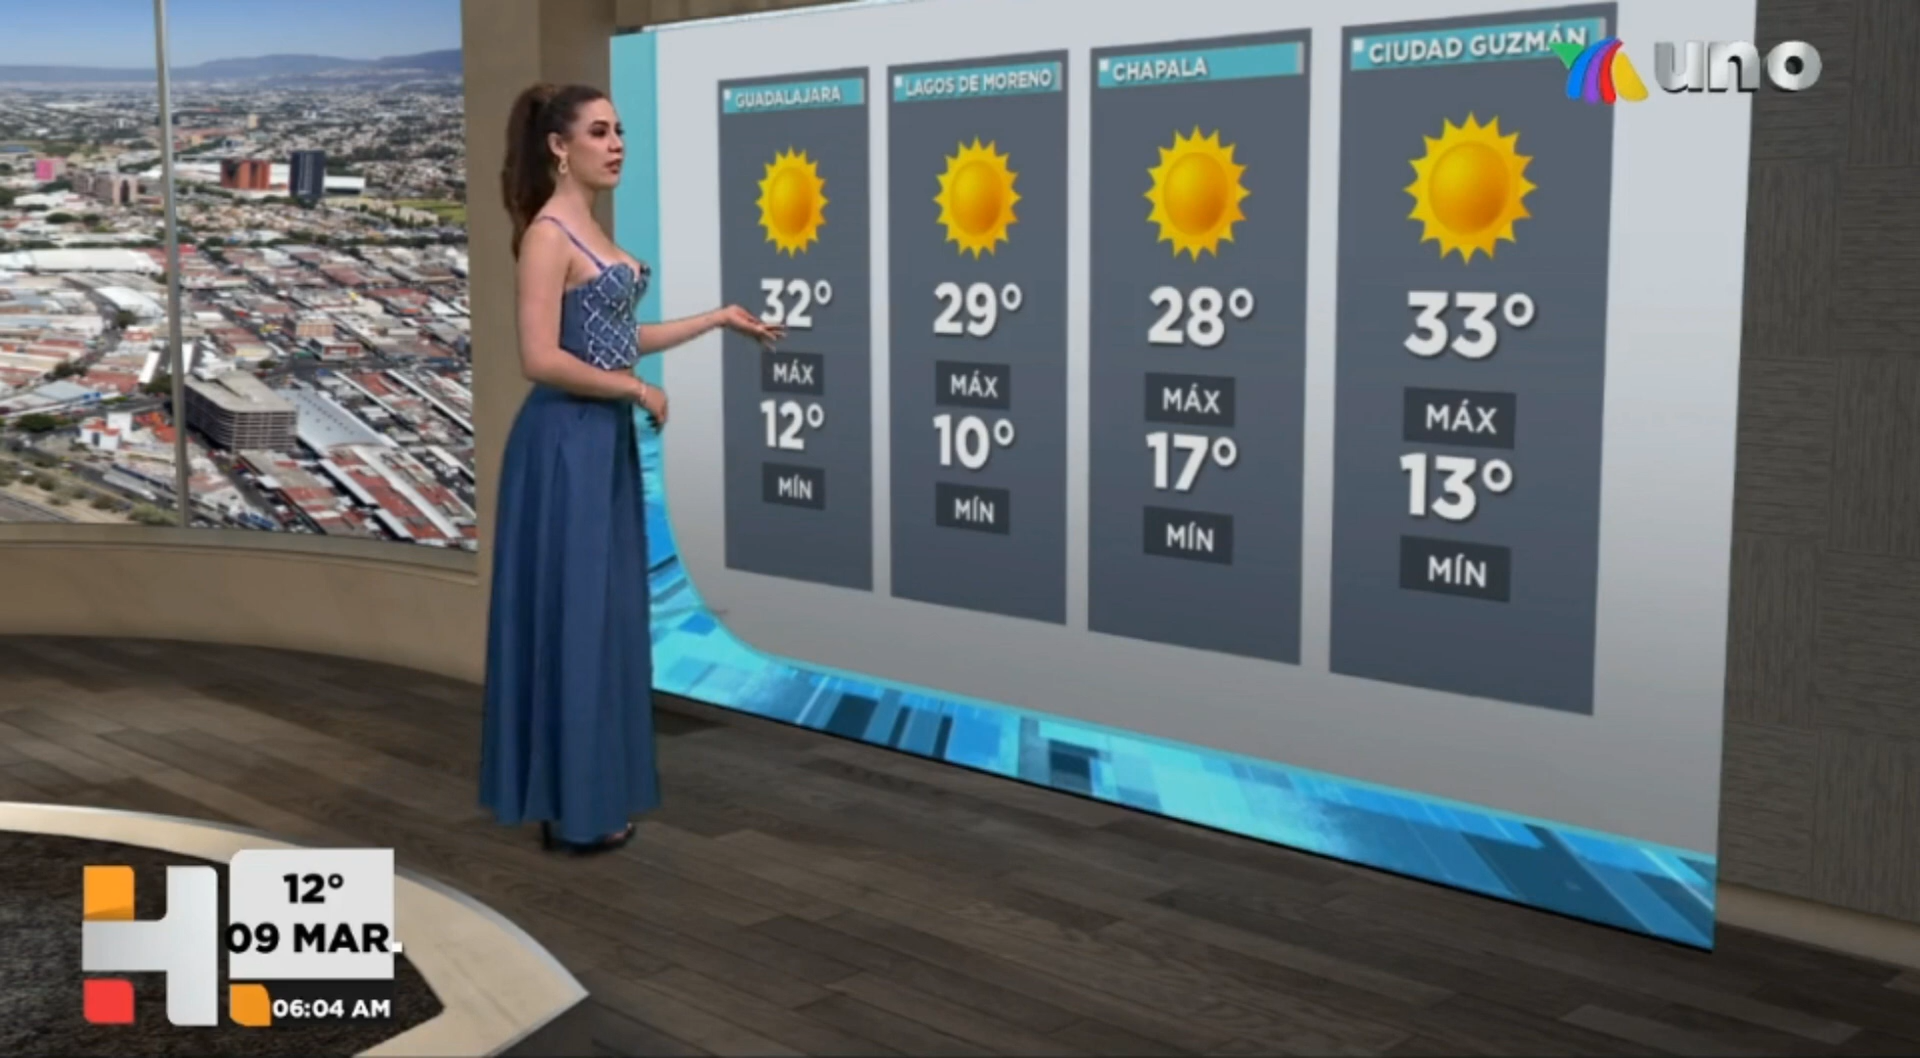 GUADALAJARA
32°
MÁX
12°
MÍN
LAGOS DE MORENO
29°
MÁX
10°
MÍN
CHAPALA
28°
MÁX
17°
MÍN
CIUDAD GUZMÁN
33°
MÁX
13°
MÍN
uno
12°
09 MAR.
06:04 AM